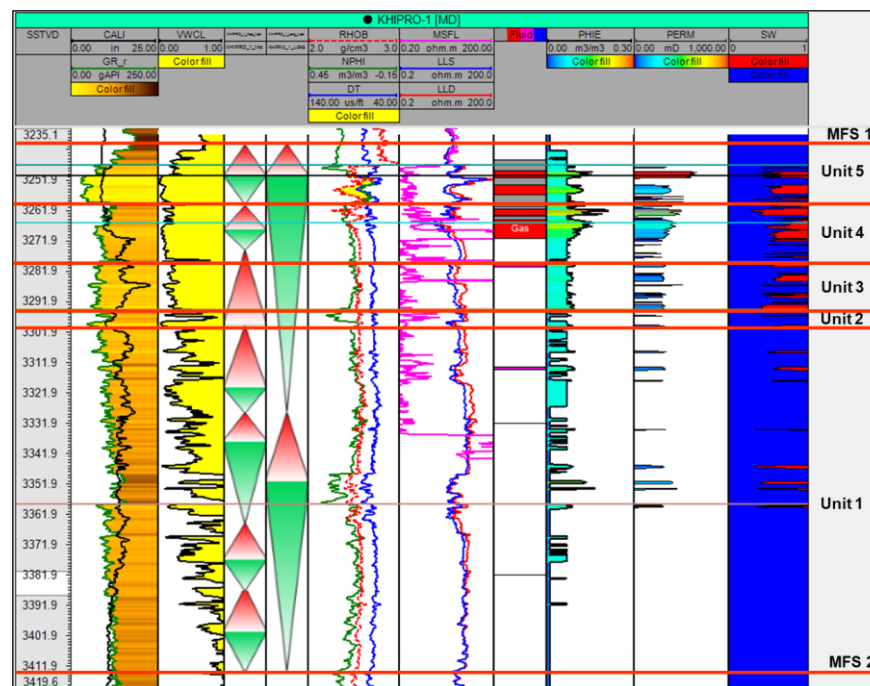 KHIPRO-1 [MD]
SSTVD CALI VWCL RHOB MSFL Fluid PHIE PERM SW
0.00 in 25.00 0.00 1.00 2.0 g/cm3 3.0 0.20 ohm.m 200.00 0.00 m3/m3 0.30 0.00 mD 1,000.00 0 1
GR_r Color fill NPHI LLS Color fill Color fill Color fill
0.00 gAPI 250.00 0.45 m3/m3 -0.15 0.2 ohm.m 200.0 Color fill
Color fill DT LLD
140.00 us/ft 40.00 0.2 ohm.m 200.0
Color fill
3235.1 MFS 1
Unit 5
3251.9
3261.9
Gas Unit 4
3271.9
3281.9
Unit 3
3291.9
Unit 2
3301.9
3311.9
3321.9
3331.9
3341.9
3351.9
Unit 1
3361.9
3371.9
3381.9
3391.9
3401.9
3411.9 MFS 2
3419.6